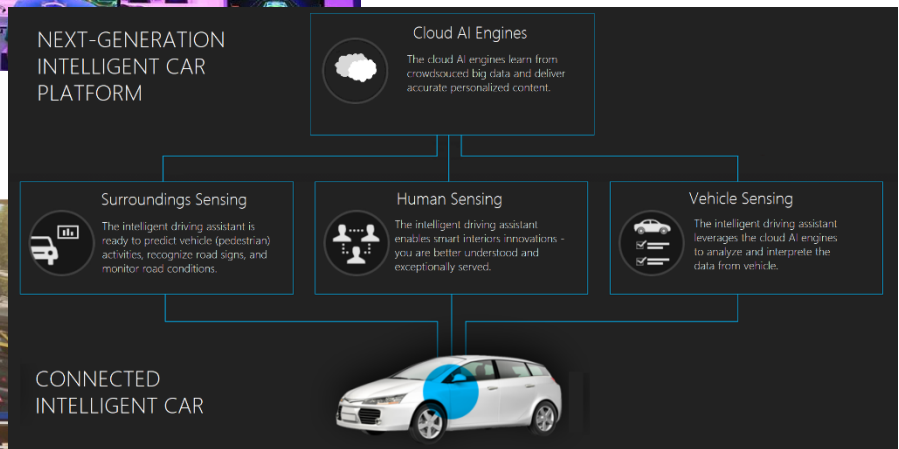 NEXT-GENERATION
INTELLIGENT CAR
PLATFORM
Cloud AI Engines
The cloud AI engines learn from
crowdsouced big data and deliver
accurate personalized content.
Surroundings Sensing
The intelligent driving assistant is
ready to predict vehicle (pedestrian)
activities, recognize road signs, and
monitor road conditions.
Human Sensing
The intelligent driving assistant
enables smart interiors innovations -
you are better understood and
exceptionally served.
Vehicle Sensing
The intelligent driving assistant
leverages the cloud AI engines
to analyze and interprete the
data from vehicle.
CONNECTED
INTELLIGENT CAR